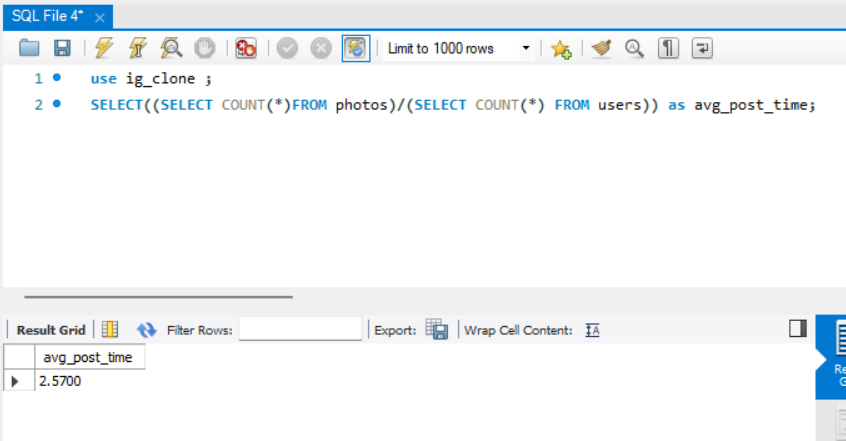 SQL File 4*
Limit to 1000 rows
1 use ig_clone ;
2 SELECT((SELECT COUNT(*)FROM photos)/(SELECT COUNT(*) FROM users)) as avg_post_time;
Result Grid Filter Rows: Export: Wrap Cell Content: IA
avg_post_time
2.5700